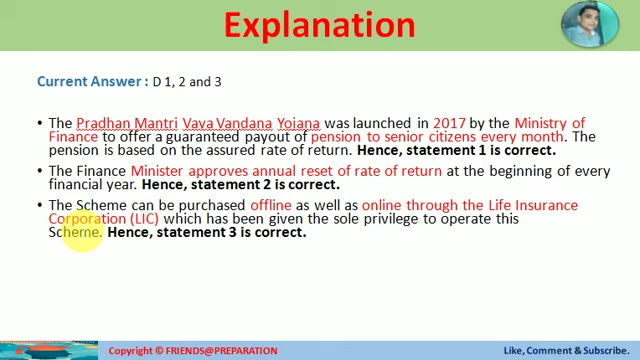 Explanation
Current Answer : D 1, 2 and 3
• The Pradhan Mantri Vaya Vandana Yojana was launched in 2017 by the Ministry of
Finance to offer a guaranteed payout of pension to senior citizens every month. The
pension is based on the assured rate of return. Hence, statement 1 is correct.
• The Finance Minister approves annual reset of rate of return at the beginning of every
financial year. Hence, statement 2 is correct.
• The Scheme can be purchased offline as well as online through the Life Insurance
Corporation (LIC) which has been given the sole privilege to operate this
Scheme. Hence, statement 3 is correct.
Copyright © FRIENDS@PREPARATION
Like, Comment & Subscribe.